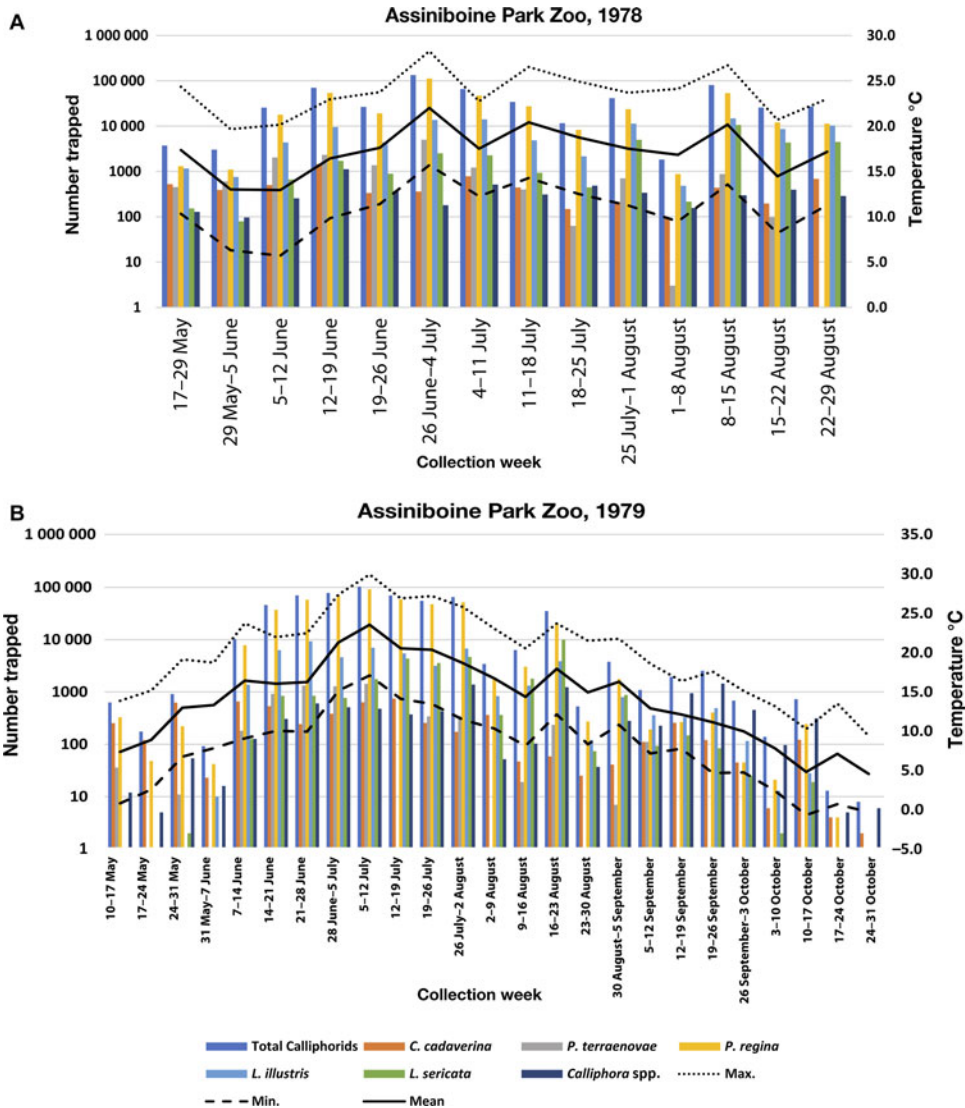 A
Assiniboine Park Zoo, 1978
Number trapped
1 000 000
100 000
10 000
1000
100
10
1
Temperature °C
30.0
25.0
20.0
15.0
10.0
5.0
0.0
17–29 May
29 May–5 June
5–12 June
12–19 June
19–26 June
26 June–4 July
4–11 July
11–18 July
18–25 July
25 July–1 August
1–8 August
8–15 August
15–22 August
22–29 August
Collection week
B
Assiniboine Park Zoo, 1979
Number trapped
1 000 000
100 000
10 000
1000
100
10
1
Temperature °C
35.0
30.0
25.0
20.0
15.0
10.0
5.0
0.0
–5.0
10–17 May
17–24 May
24–31 May
31 May–7 June
7–14 June
14–21 June
21–28 June
28 June–5 July
5–12 July
12–19 July
19–26 July
26 July–2 August
2–9 August
9–16 August
16–23 August
23-30 August
30 August–5 September
5–12 September
12–19 September
19–26 September
26 September–3 October
3–10 October
10–17 October
17–24 October
24–31 October
Collection week
Total Calliphorids
C. cadaverina
P. terraenovae
P. regina
L. illustris
L. sericata
Calliphora spp.
Max.
Min.
Mean